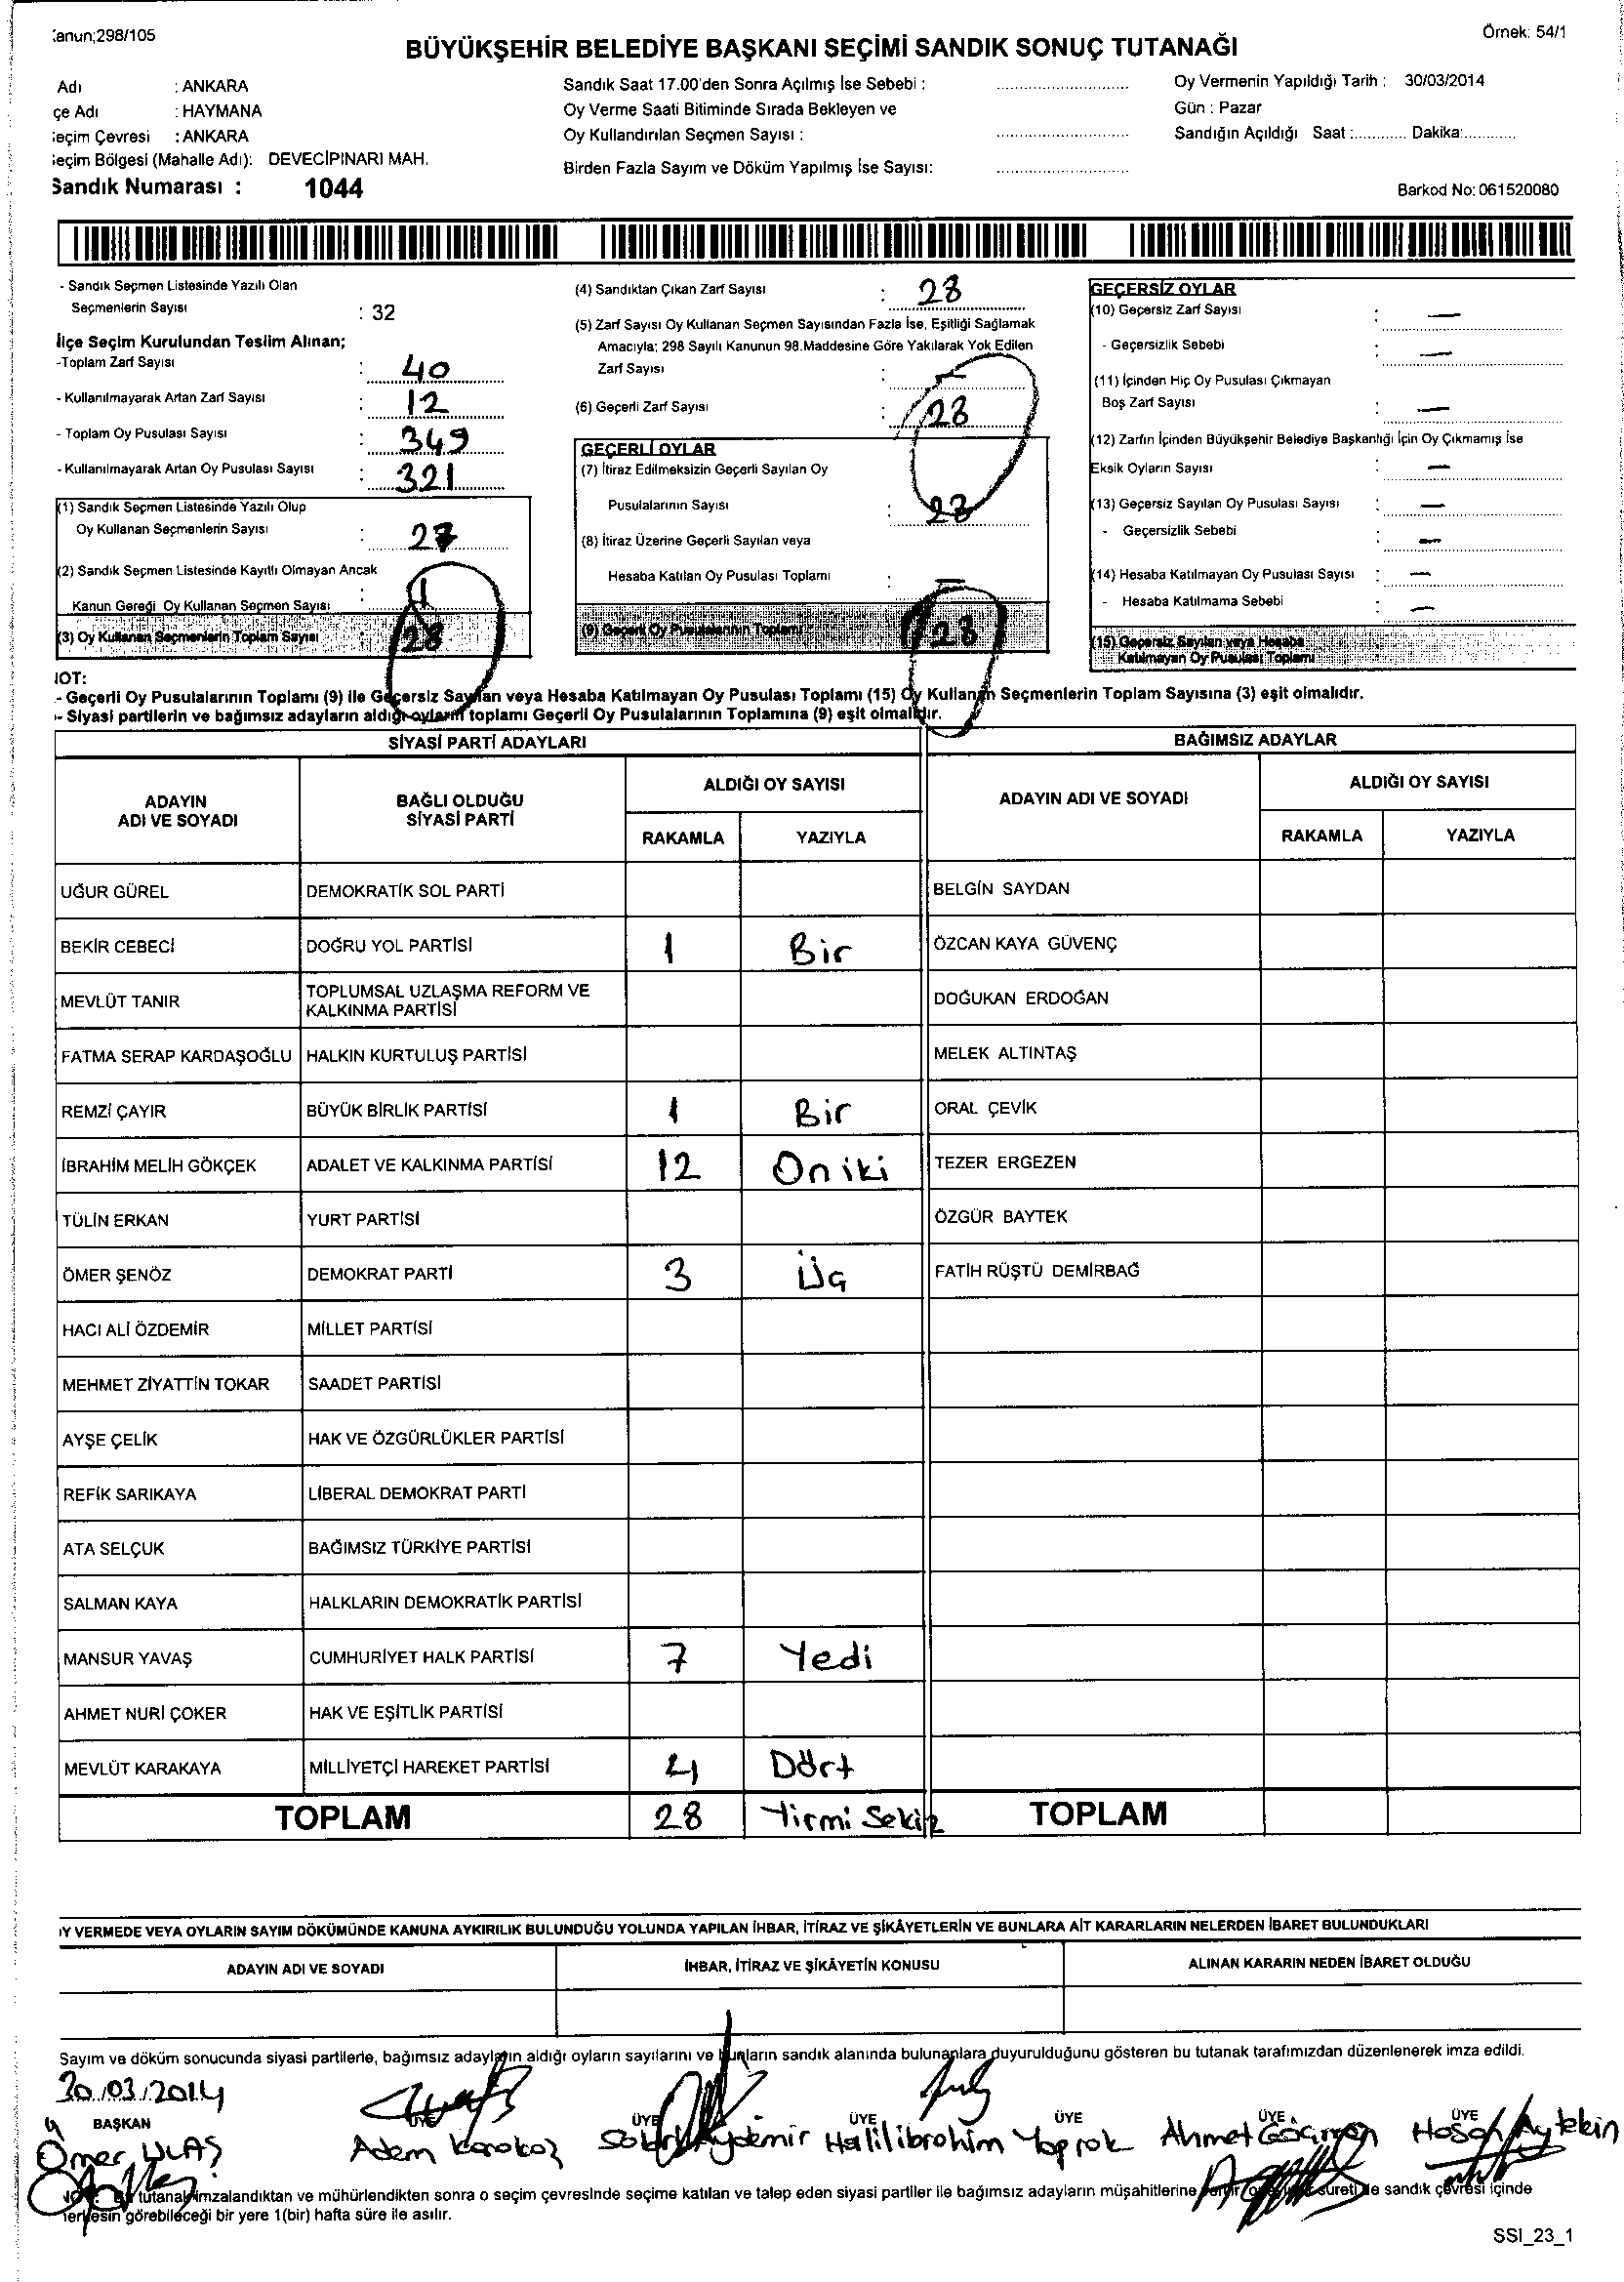 :anun;298/105
Örnek: 54/1
BÜYÜKŞEHİR BELEDİYE BAŞKANI SEÇİMİ SANDIK SONUÇ TUTANAĞI
Adı : ANKARA
çe Adı : HAYMANA
eçim Çevresi : ANKARA
eçim Bölgesi (Mahalle Adı): DEVECİPINARI MAH.
Sandık Numarası : 1044
Sandık Saat 17.00'den Sonra Açılmış İse Sebebi :
Oy Verme Saati Bitiminde Sırada Bekleyen ve
Oy Kullandırılan Seçmen Sayısı :
Birden Fazla Sayım ve Döküm Yapılmış İse Sayısı:
Oy Vermenin Yapıldığı Tarih : 30/03/2014
Gün : Pazar
Sandığın Açıldığı Saat :............ Dakika:............
Barkod No: 061520080
- Sandık Seçmen Listesinde Yazılı Olan
Seçmenlerin Sayısı : 32
İlçe Seçim Kurulundan Teslim Alınan;
-Toplam Zarf Sayısı : 40
- Kullanılmayarak Artan Zarf Sayısı : 12
- Toplam Oy Pusulası Sayısı : 349
- Kullanılmayarak Artan Oy Pusulası Sayısı : 321
(1) Sandık Seçmen Listesinde Yazılı Olup
Oy Kullanan Seçmenlerin Sayısı : 27
(2) Sandık Seçmen Listesinde Kayıtlı Olmayan Ancak
Kanun Gereği Oy Kullanan Seçmen Sayısı : 1
(3) Oy Kullanan Seçmenlerin Toplam Sayısı : 28
(4) Sandıktan Çıkan Zarf Sayısı : 28
(5) Zarf Sayısı Oy Kullanan Seçmen Sayısından Fazla İse, Eşitliği Sağlamak
Amacıyla; 298 Sayılı Kanunun 98.Maddesine Göre Yakılarak Yok Edilen
Zarf Sayısı : —
(6) Geçerli Zarf Sayısı : 28
GEÇERLİ OYLAR
(7) İtiraz Edilmeksizin Geçerli Sayılan Oy
Pusulalarının Sayısı : 28
(8) İtiraz Üzerine Geçerli Sayılan veya
Hesaba Katılan Oy Pusulası Toplamı : —
(9) Geçerli Oy Pusulalarının Toplamı 28
GEÇERSİZ OYLAR
(10) Geçersiz Zarf Sayısı : —
- Geçersizlik Sebebi : —
(11) İçinden Hiç Oy Pusulası Çıkmayan
Boş Zarf Sayısı : —
(12) Zarfın İçinden Büyükşehir Belediye Başkanlığı İçin Oy Çıkmamış İse
Eksik Oyların Sayısı : —
(13) Geçersiz Sayılan Oy Pusulası Sayısı : —
- Geçersizlik Sebebi : —
(14) Hesaba Katılmayan Oy Pusulası Sayısı : —
- Hesaba Katılmama Sebebi : —
(15) Geçersiz Sayılan veya Hesaba
Katılmayan Oy Pusulası Toplamı
IOT:
- Geçerli Oy Pusulalarının Toplamı (9) ile Geçersiz Sayılan veya Hesaba Katılmayan Oy Pusulası Toplamı (15) Oy Kullanan Seçmenlerin Toplam Sayısına (3) eşit olmalıdır.
- Siyasi partilerin ve bağımsız adayların aldığı oyların toplamı Geçerli Oy Pusulalarının Toplamına (9) eşit olmalıdır.
SİYASİ PARTİ ADAYLARI BAĞIMSIZ ADAYLAR
ADAYIN ADI VE SOYADI
BAĞLI OLDUĞU SİYASİ PARTİ
ALDIĞI OY SAYISI
RAKAMLA YAZIYLA
ADAYIN ADI VE SOYADI
ALDIĞI OY SAYISI
RAKAMLA YAZIYLA
UĞUR GÜREL DEMOKRATİK SOL PARTİ BELGİN SAYDAN
BEKİR CEBECİ DOĞRU YOL PARTİSİ 1 Bir ÖZCAN KAYA GÜVENÇ
MEVLÜT TANIR TOPLUMSAL UZLAŞMA REFORM VE KALKINMA PARTİSİ DOĞUKAN ERDOĞAN
FATMA SERAP KARDAŞOĞLU HALKIN KURTULUŞ PARTİSİ MELEK ALTINTAŞ
REMZİ ÇAYIR BÜYÜK BİRLİK PARTİSİ 1 Bir ORAL ÇEVİK
İBRAHİM MELİH GÖKÇEK ADALET VE KALKINMA PARTİSİ 12 Oniki TEZER ERGEZEN
TÜLİN ERKAN YURT PARTİSİ ÖZGÜR BAYTEK
ÖMER ŞENÖZ DEMOKRAT PARTİ 3 Üç FATİH RÜŞTÜ DEMİRBAĞ
HACI ALİ ÖZDEMİR MİLLET PARTİSİ
MEHMET ZİYATTİN TOKAR SAADET PARTİSİ
AYŞE ÇELİK HAK VE ÖZGÜRLÜKLER PARTİSİ
REFİK SARIKAYA LİBERAL DEMOKRAT PARTİ
ATA SELÇUK BAĞIMSIZ TÜRKİYE PARTİSİ
SALMAN KAYA HALKLARIN DEMOKRATİK PARTİSİ
MANSUR YAVAŞ CUMHURİYET HALK PARTİSİ 7 Yedi
AHMET NURİ ÇOKER HAK VE EŞİTLİK PARTİSİ
MEVLÜT KARAKAYA MİLLİYETÇİ HAREKET PARTİSİ 4 Dört
TOPLAM 28 Yirmi Sekiz TOPLAM
IY VERMEDE VEYA OYLARIN SAYIM DÖKÜMÜNDE KANUNA AYKIRILIK BULUNDUĞU YOLUNDA YAPILAN İHBAR, İTİRAZ VE ŞİKÂYETLERİN VE BUNLARA AİT KARARLARIN NELERDEN İBARET BULUNDUKLARI
ADAYIN ADI VE SOYADI İHBAR, İTİRAZ VE ŞİKÂYETİN KONUSU ALINAN KARARIN NEDEN İBARET OLDUĞU
Sayım ve döküm sonucunda siyasi partilerle, bağımsız adayların aldığı oyların sayılarını ve bunların sandık alanında bulunanlara duyurulduğunu gösteren bu tutanak tarafımızdan düzenlenerek imza edildi.
30.03.2014
BAŞKAN ÜYE ÜYE ÜYE ÜYE ÜYE ÜYE
Ömer ULAŞ Adem Karakoz Aydemir Halilibrahim Yaprak Ahmet Göçmen Hasan Aytekin
tutanak imzalandıktan ve mühürlendikten sonra o seçim çevresinde seçime katılan ve talep eden siyasi partiler ile bağımsız adayların müşahitlerine sureti de sandık çevresi içinde
herkesin görebileceği bir yere 1(bir) hafta süre ile asılır.
SSI_23_1